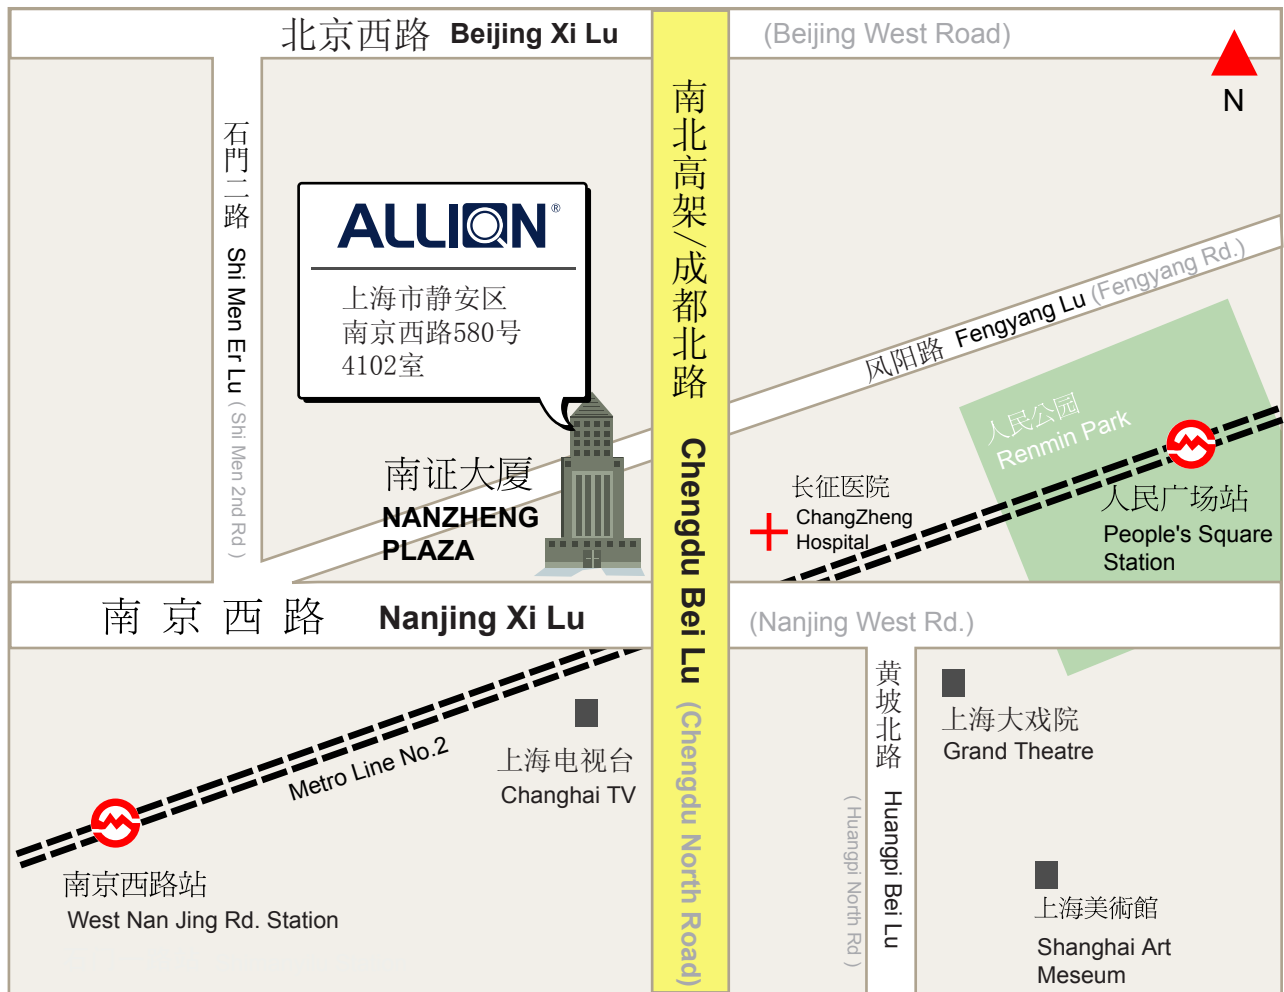 北京西路 Beijing Xi Lu (Beijing West Road)
N
石門二路 Shi Men Er Lu ( Shi Men 2nd Rd )
ALLION®
上海市静安区
南京西路580号
4102室
南北高架/成都北路 Chengdu Bei Lu (Chengdu North Road)
风阳路 Fengyang Lu (Fengyang Rd.)
人民公园
Renmin Park
南证大厦
NANZHENG
PLAZA
长征医院
ChangZheng
Hospital
人民广场站
People's Square
Station
南京西路 Nanjing Xi Lu (Nanjing West Rd.)
Metro Line No.2
上海电视台
Changhai TV
黄坡北路 Huangpi Bei Lu
( Huangpi North Rd )
上海大戏院
Grand Theatre
南京西路站
West Nan Jing Rd. Station
上海美術館
Shanghai Art
Meseum